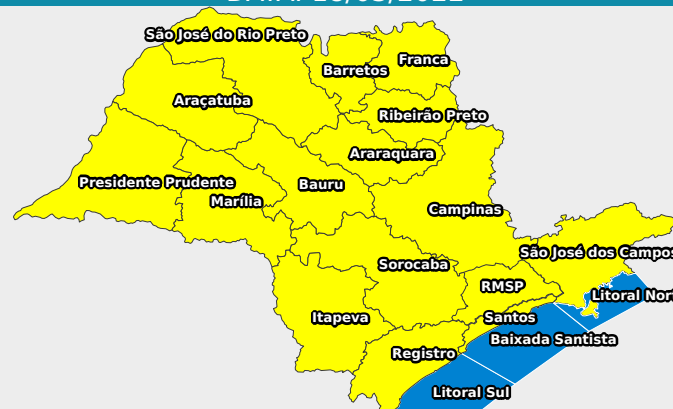 São José do Rio Preto
Franca
Barretos
Araçatuba
Ribeirão Preto
Araraquara
Presidente Prudente
Bauru
Marília
Campinas
São José dos Campos
Sorocaba
RMSP
Litoral Nort
Itapeva
Santos
Baixada Santista
Registro
Litoral Sul